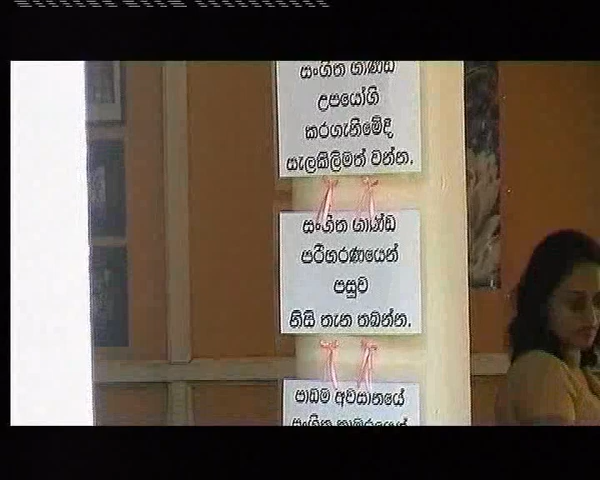 සංගීත භාණ්ඩ
උපයෝගි
කරගැනීමේදි
සැලකිලිමත් වන්න.
සංගීත භාණ්ඩ
පරිහරණයෙන්
පසුව
නිසි තැන තබන්න.
පාඩම අවසානයේ
සංගීත